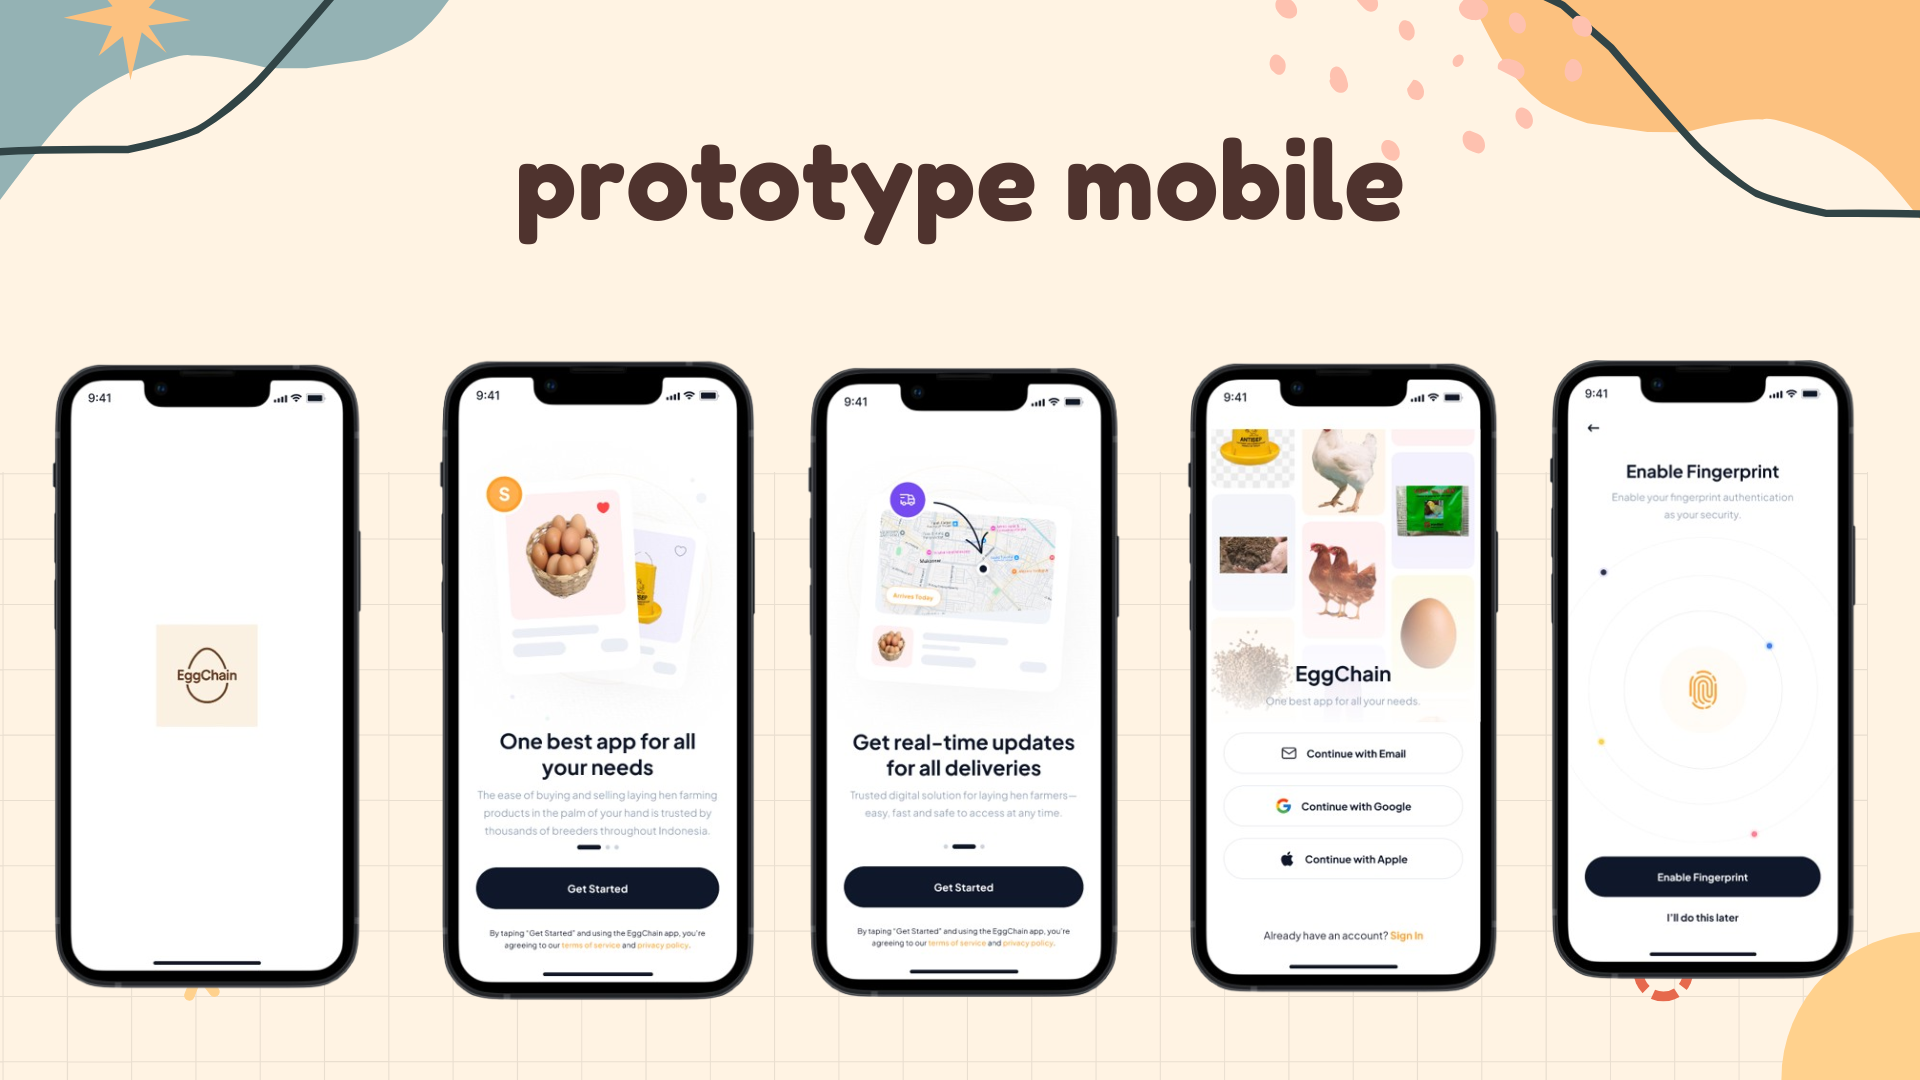 prototype mobile
9:41
EggChain
9:41
S
One best app for all
your needs
The ease of buying and selling laying hen farming
products in the palm of your hand is trusted by
thousands of breeders throughout Indonesia.
Get Started
By taping "Get Started" and using the EggChain app, you're
agreeing to our terms of service and privacy policy.
9:41
Makamur
Arrives Today
Get real-time updates
for all deliveries
Trusted digital solution for laying hen farmers—
easy, fast and safe to access at any time.
Get Started
By taping "Get Started" and using the EggChain app, you're
agreeing to our terms of service and privacy policy.
9:41
ANTISEP
EggChain
One best app for all your needs.
Continue with Email
Continue with Google
Continue with Apple
Already have an account? Sign In
9:41
Enable Fingerprint
Enable your fingerprint authentication
as your security.
Enable Fingerprint
I'll do this later